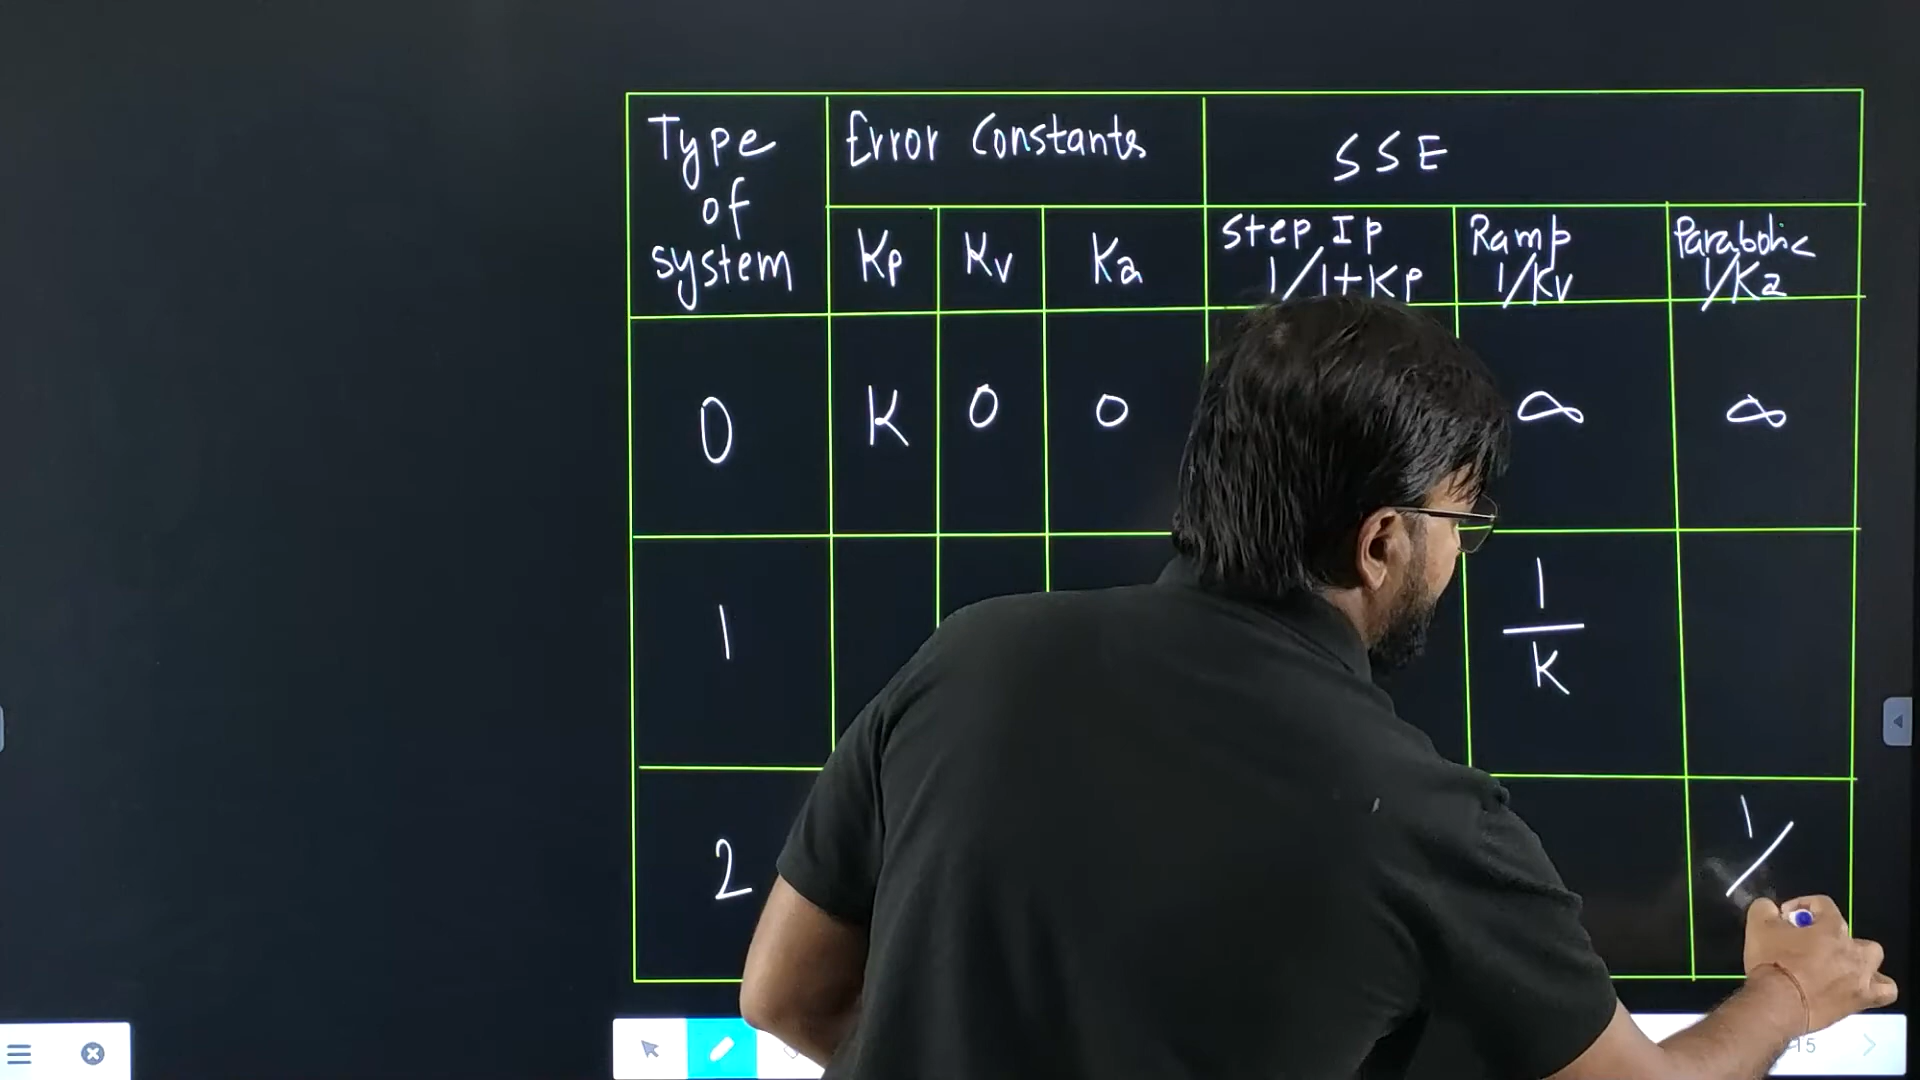 Type of system
Error Constants
SSE
Kp
Kv
Ka
Step Ip
1/1+Kp
Ramp
1/Kv
Parabolic
1/Ka
0
K
0
0
∞
∞
1
1
K
2
1/
15